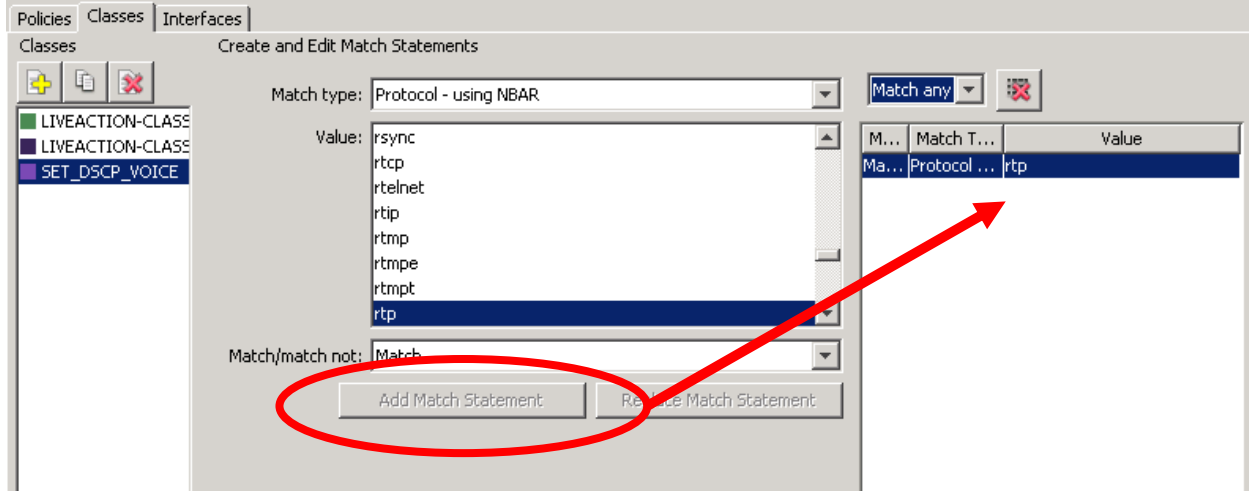 Policies Classes Interfaces
Classes
Create and Edit Match Statements
Match type: Protocol - using NBAR
Match any
LIVEACTION-CLASS
LIVEACTION-CLASS
SET_DSCP_VOICE
Value: rsync
rtcp
rtelnet
rtip
rtmp
rtmpe
rtmpt
rtp
M... Match T... Value
Ma... Protocol ... rtp
Match/match not: Match
Add Match Statement
Replace Match Statement